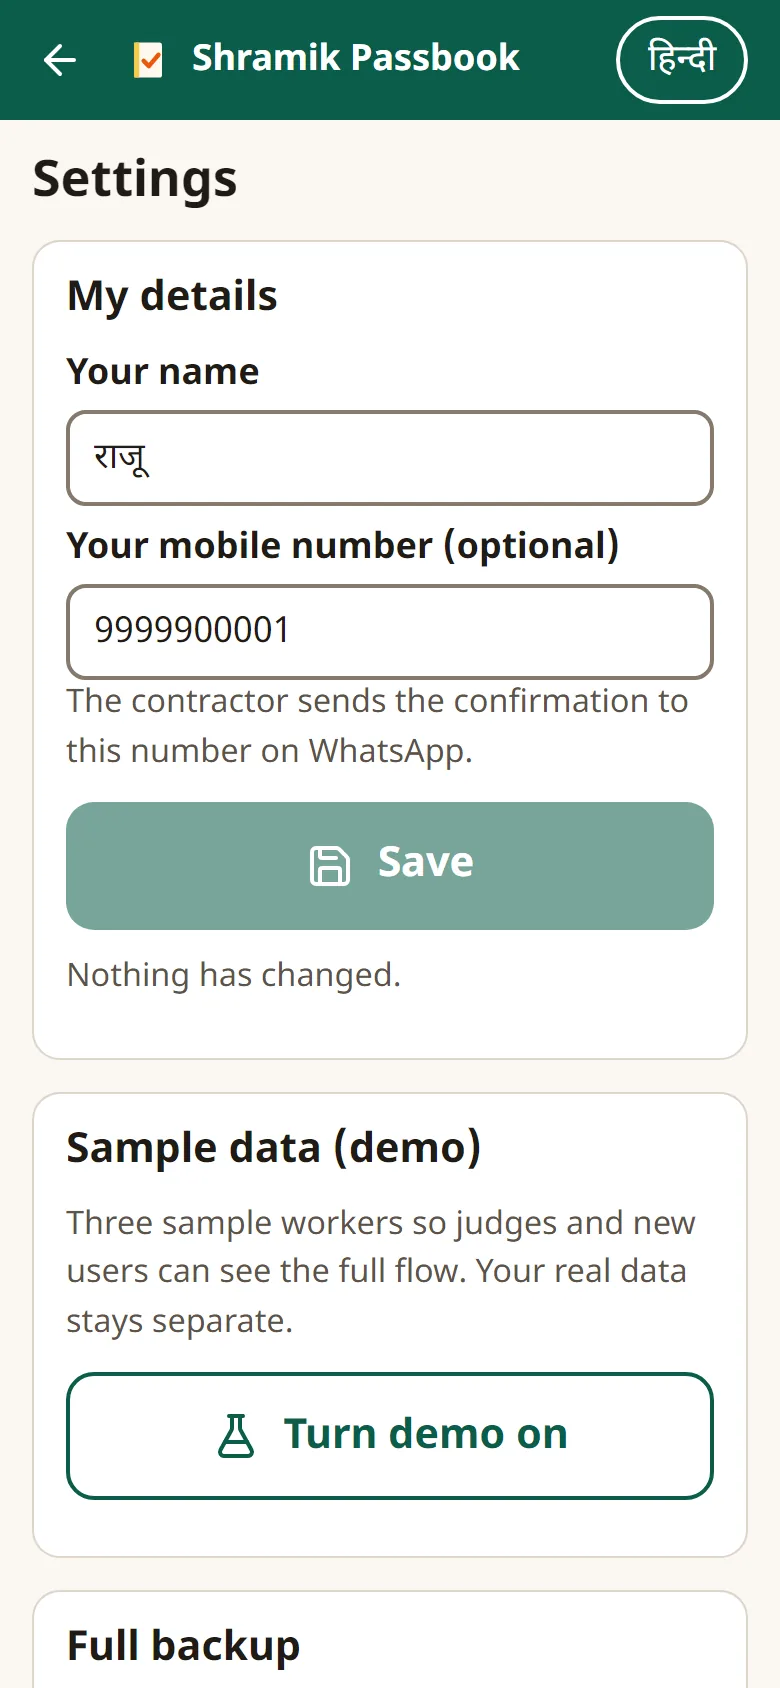 Shramik Passbook
हिन्दी
Settings
My details
Your name
राजू
Your mobile number (optional)
9999900001
The contractor sends the confirmation to
this number on WhatsApp.
Save
Nothing has changed.
Sample data (demo)
Three sample workers so judges and new
users can see the full flow. Your real data
stays separate.
Turn demo on
Full backup